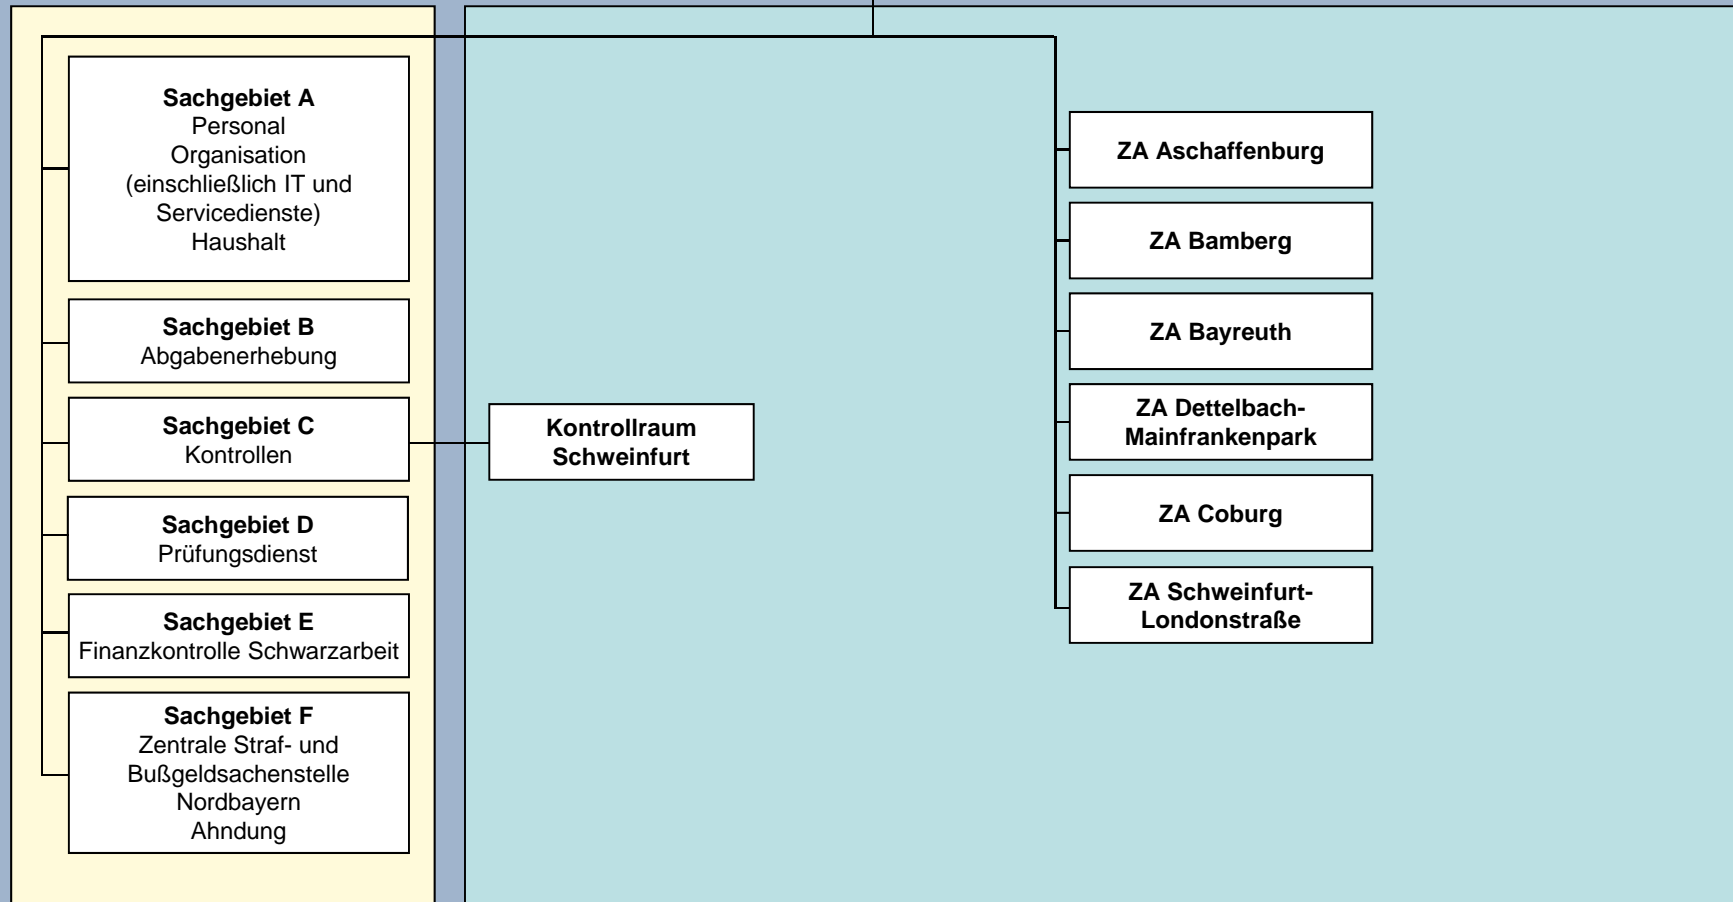 Sachgebiet A
Personal
Organisation
(einschließlich IT und
Servicedienste)
Haushalt
Sachgebiet B
Abgabenerhebung
Sachgebiet C
Kontrollen
Sachgebiet D
Prüfungsdienst
Sachgebiet E
Finanzkontrolle Schwarzarbeit
Sachgebiet F
Zentrale Straf- und
Bußgeldsachenstelle
Nordbayern
Ahndung
Kontrollraum
Schweinfurt
ZA Aschaffenburg
ZA Bamberg
ZA Bayreuth
ZA Dettelbach-
Mainfrankenpark
ZA Coburg
ZA Schweinfurt-
Londonstraße